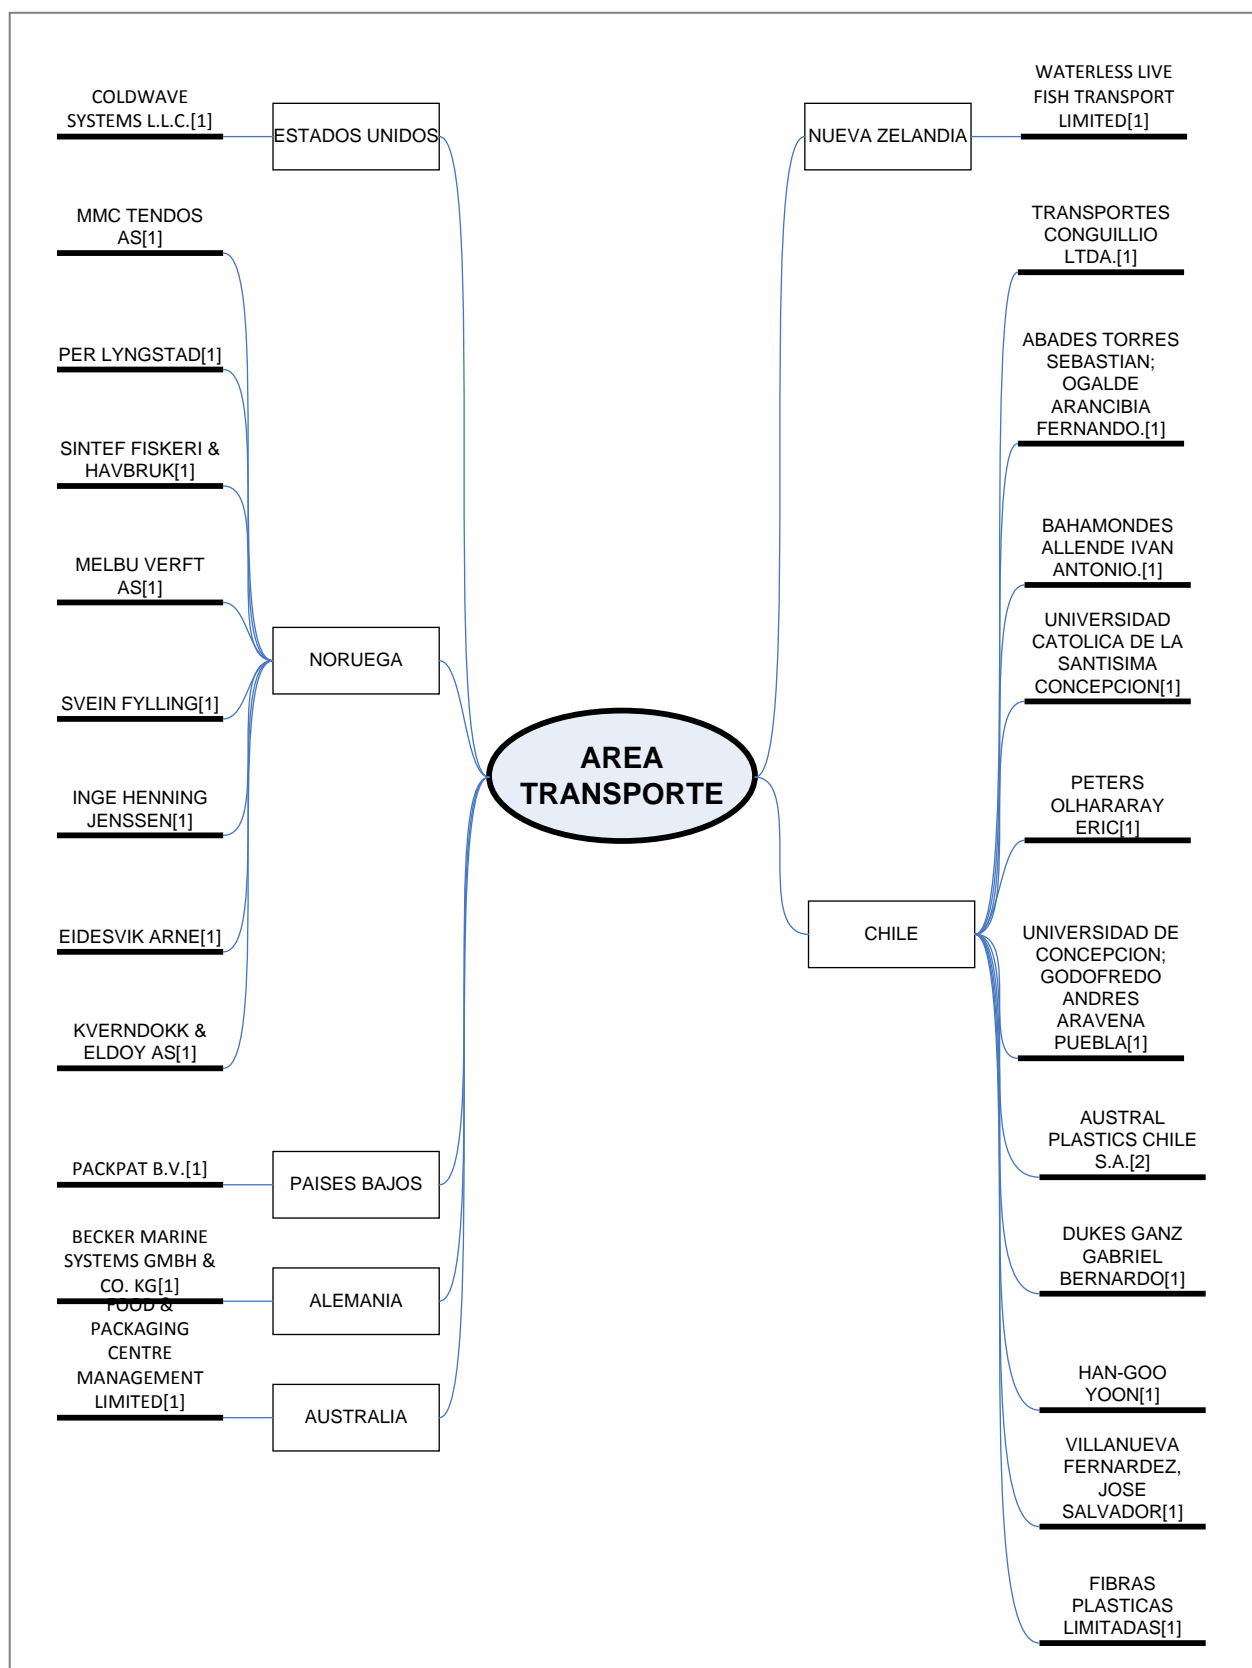 COLDWAVE
SYSTEMS L.L.C.[1]
ESTADOS UNIDOS
MMC TENDOS
AS[1]
PER LYNGSTAD[1]
SINTEF FISKERI &
HAVBRUK[1]
MELBU VERFT
AS[1]
SVEIN FYLLING[1]
INGE HENNING
JENSSEN[1]
EIDESVIK ARNE[1]
KVERNDOKK &
ELDOY AS[1]
NORUEGA
PACKPAT B.V.[1]
PAISES BAJOS
BECKER MARINE
SYSTEMS GMBH &
CO. KG[1]
ALEMANIA
FOOD &
PACKAGING
CENTRE
MANAGEMENT
LIMITED[1]
AUSTRALIA
AREA
TRANSPORTE
NUEVA ZELANDIA
WATERLESS LIVE
FISH TRANSPORT
LIMITED[1]
CHILE
TRANSPORTES
CONGUILLIO
LTDA.[1]
ABADES TORRES
SEBASTIAN;
OGALDE
ARANCIBIA
FERNANDO.[1]
BAHAMONDES
ALLENDE IVAN
ANTONIO.[1]
UNIVERSIDAD
CATOLICA DE LA
SANTISIMA
CONCEPCION[1]
PETERS
OLHARARAY
ERIC[1]
UNIVERSIDAD DE
CONCEPCION;
GODOFREDO
ANDRES
ARAVENA
PUEBLA[1]
AUSTRAL
PLASTICS CHILE
S.A.[2]
DUKES GANZ
GABRIEL
BERNARDO[1]
HAN-GOO
YOON[1]
VILLANUEVA
FERNARDEZ,
JOSE
SALVADOR[1]
FIBRAS
PLASTICAS
LIMITADAS[1]